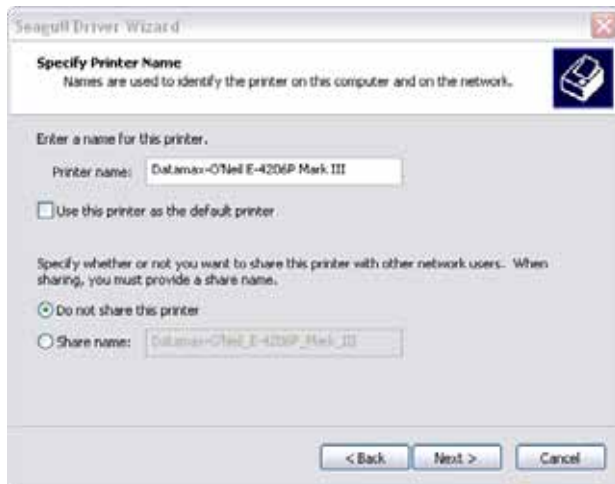 Seagull Driver Wizard
Specify Printer Name
Names are used to identify the printer on this computer and on the network.
Enter a name for this printer.
Printer name: Datamax-O'Neil E-4206P Mark III
Use this printer as the default printer
Specify whether or not you want to share this printer with other network users. When
sharing, you must provide a share name.
Do not share this printer
Share name: Datamax-O'Neil_E-4206P_Mark_III
< Back Next > Cancel